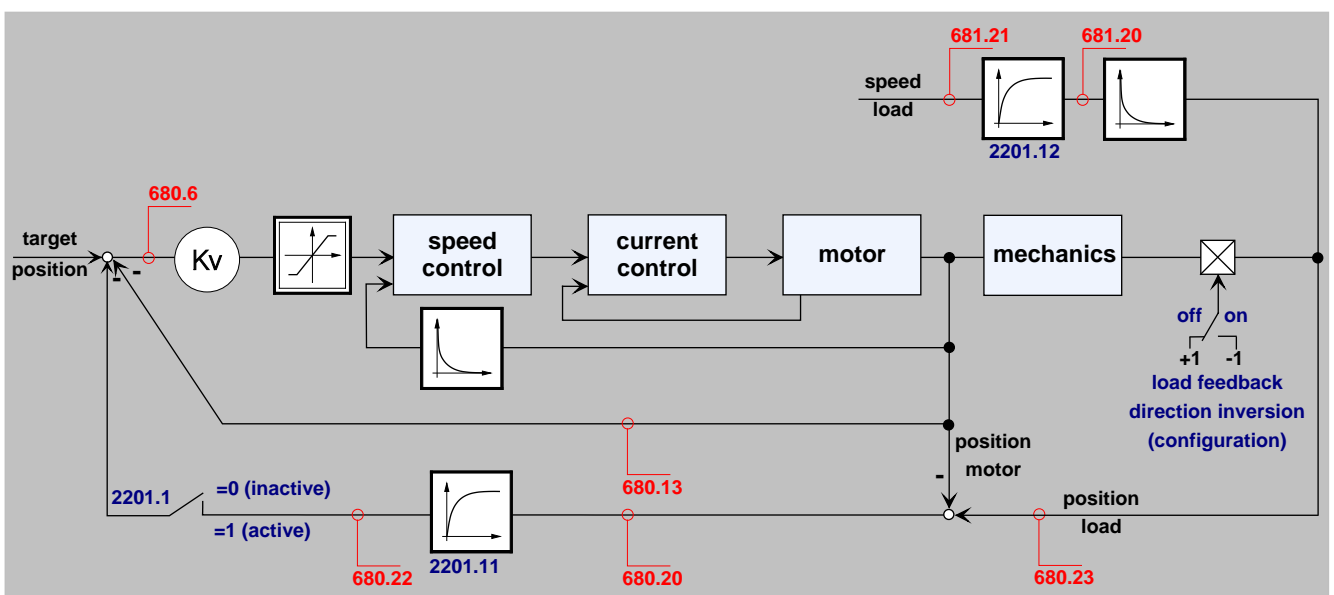 681.21
681.20
speed
load
2201.12
680.6
target
position
-
-
Kv
speed
control
current
control
motor
mechanics
off
on
+1
-1
load feedback
direction inversion
(configuration)
position
motor
-
680.13
2201.1
=0 (inactive)
=1 (active)
position
load
680.22
2201.11
680.20
680.23